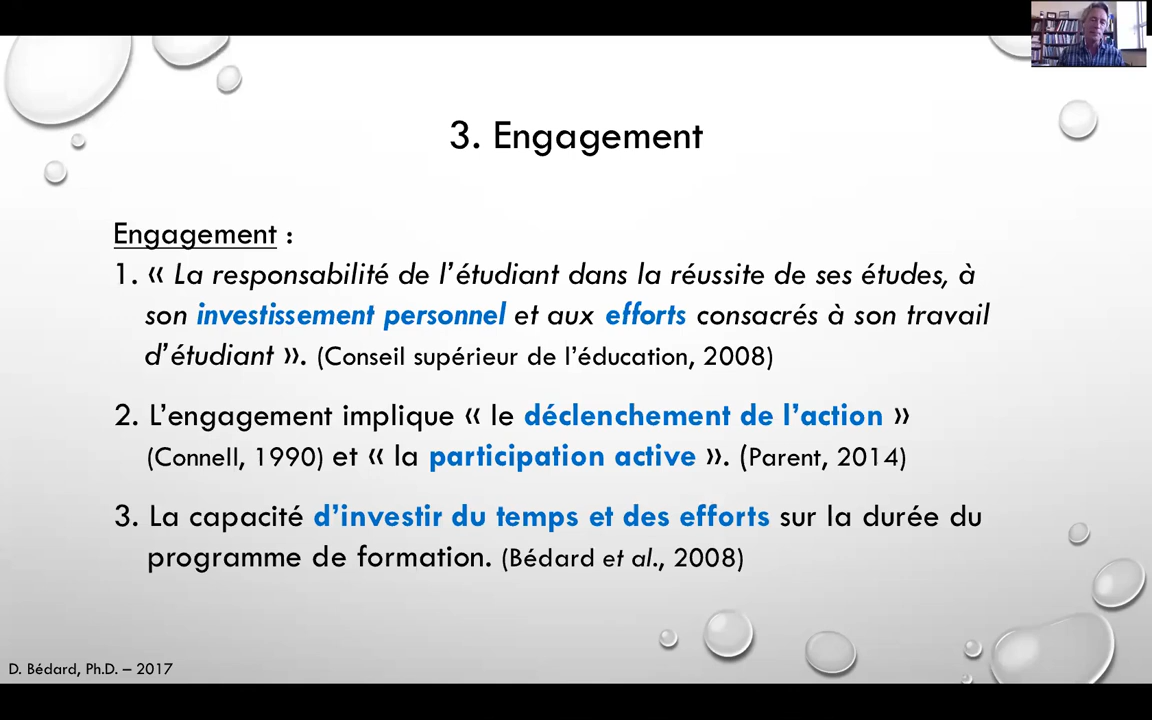 3. Engagement
Engagement :
1. « La responsabilité de l’étudiant dans la réussite de ses études, à
son investissement personnel et aux efforts consacrés à son travail
d’étudiant ». (Conseil supérieur de l’éducation, 2008)
2. L’engagement implique « le déclenchement de l’action »
(Connell, 1990) et « la participation active ». (Parent, 2014)
3. La capacité d’investir du temps et des efforts sur la durée du
programme de formation. (Bédard et al., 2008)
D. Bédard, Ph.D. – 2017